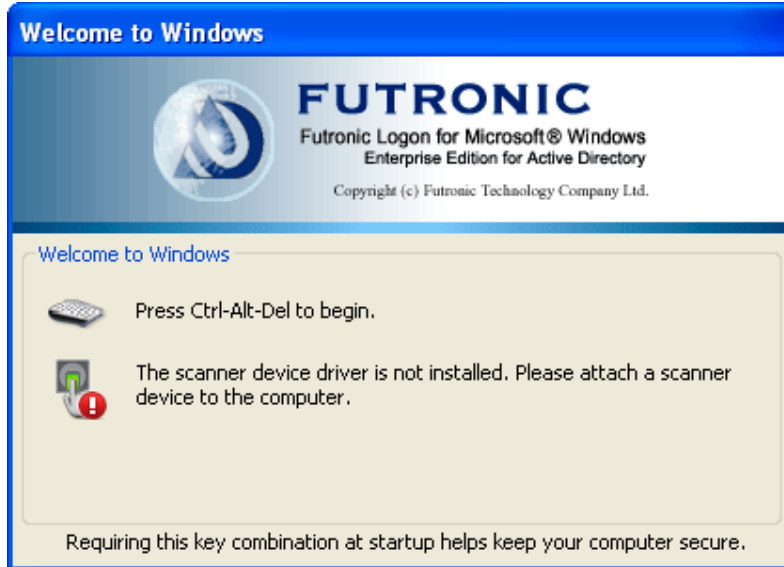 Welcome to Windows
FUTRONIC
Futronic Logon for Microsoft® Windows
Enterprise Edition for Active Directory
Copyright (c) Futronic Technology Company Ltd.
Welcome to Windows
Press Ctrl-Alt-Del to begin.
The scanner device driver is not installed. Please attach a scanner
device to the computer.
Requiring this key combination at startup helps keep your computer secure.